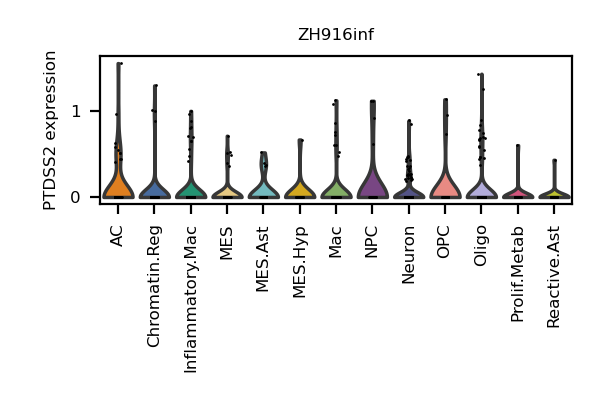 ZH916inf
PTDSS2 expression
1
0
AC
Chromatin.Reg
Inflammatory.Mac
MES
MES.Ast
MES.Hyp
Mac
NPC
Neuron
OPC
Oligo
Prolif.Metab
Reactive.Ast